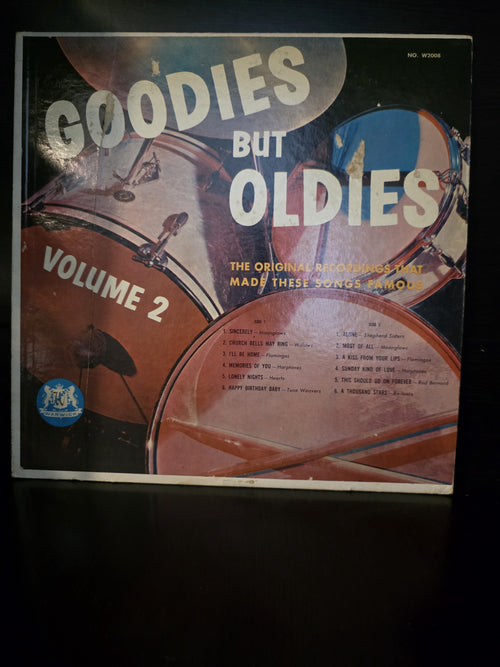 NO. W2008
GOODIES
BUT
OLDIES
VOLUME 2
THE ORIGINAL RECORDINGS THAT
MADE THESE SONGS FAMOUS
SIDE 1
1. SINCERELY – Moonglows
2. CHURCH BELLS MAY RING – Willows
3. I'LL BE HOME – Flamingos
4. MEMORIES OF YOU – Harptones
5. LONELY NIGHTS – Hearts
6. HAPPY BIRTHDAY BABY – Tune Weavers
SIDE 2
1. ALONE – Shepherd Sisters
2. MOST OF ALL – Moonglows
3. A KISS FROM YOUR LIPS – Flamingos
4. SUNDAY KIND OF LOVE – Harptones
5. THIS SHOULD GO ON FOREVER – Rod Bernard
6. A THOUSAND STARS – Rivileers
WARWICK